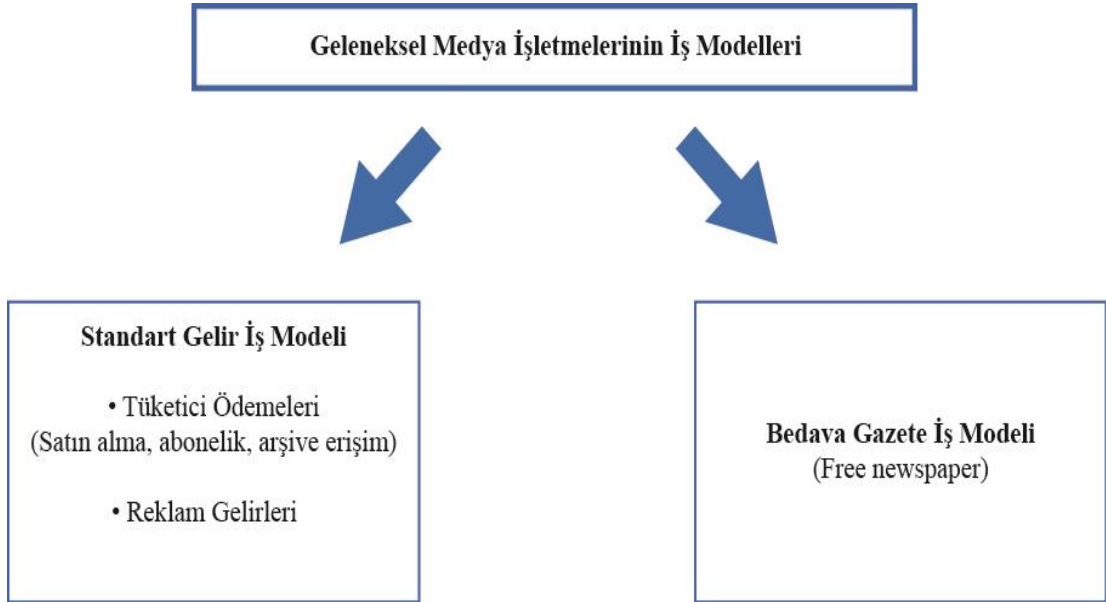 Geleneksel Medya İşletmelerinin İş Modelleri
Standart Gelir İş Modeli
• Tüketici Ödemeleri
(Satın alma, abonelik, arşive erişim)
• Reklam Gelirleri
Bedava Gazete İş Modeli
(Free newspaper)